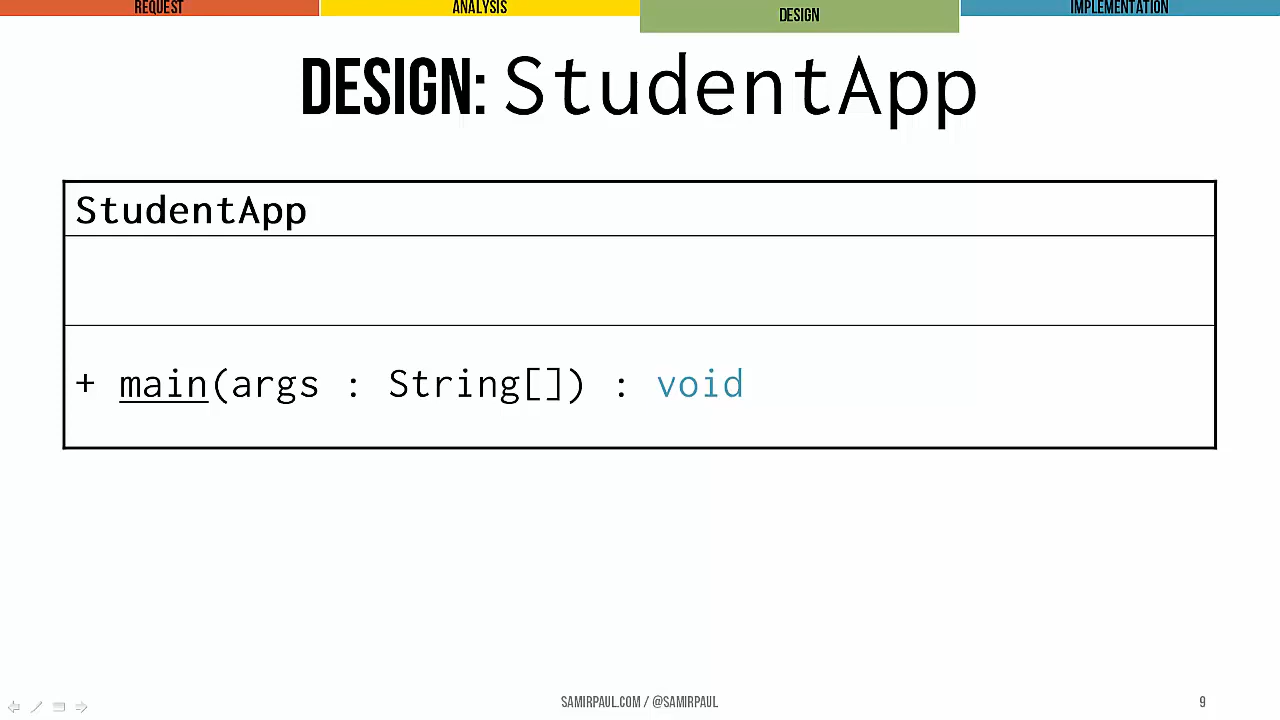 REQUEST
ANALYSIS
DESIGN
IMPLEMENTATION
DESIGN: StudentApp
StudentApp
+ main(args : String[]) : void
SAMIRPAUL.COM / @SAMIRPAUL
9